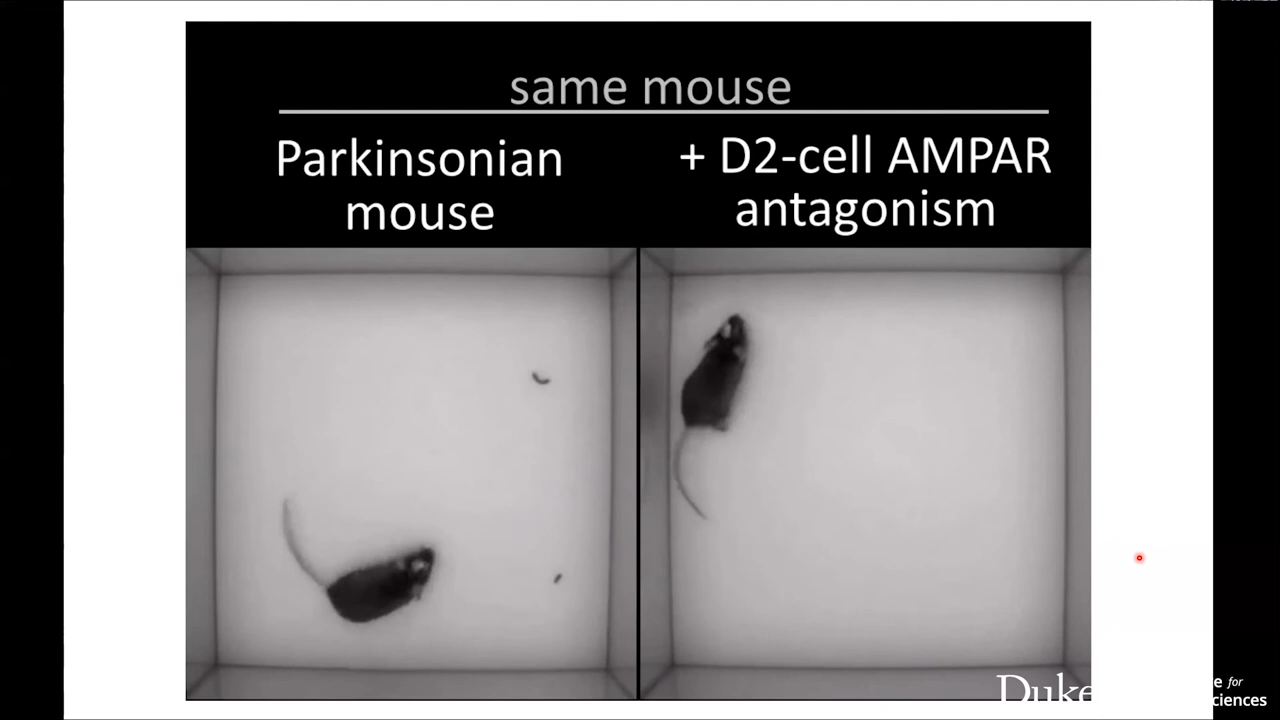 same mouse
Parkinsonian
mouse
+ D2-cell AMPAR
antagonism
Duke
e for
ciences